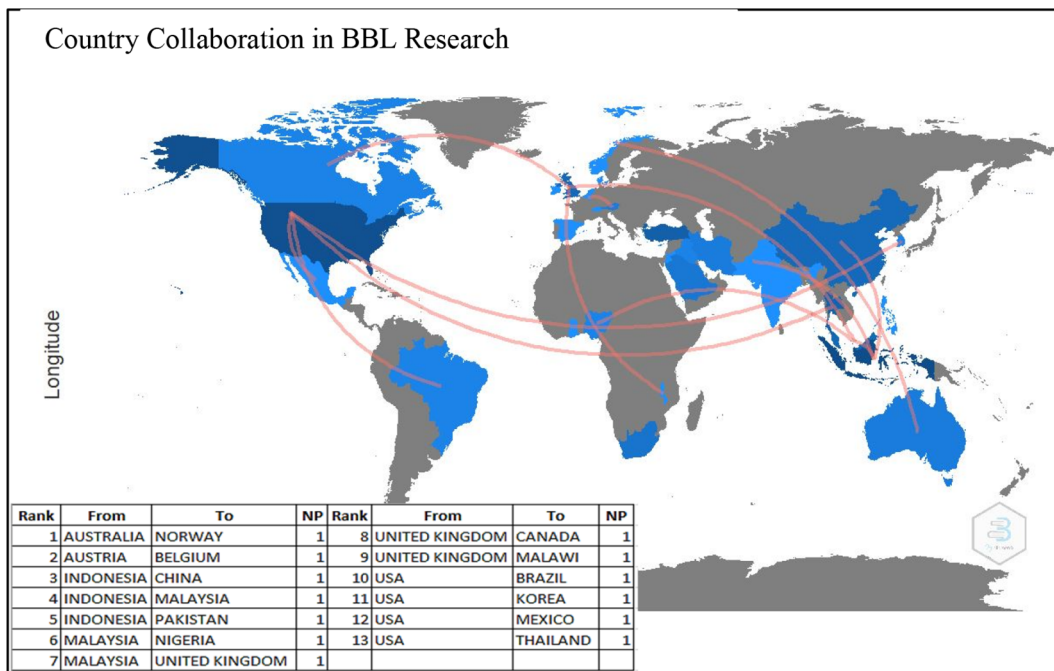 Country Collaboration in BBL Research
Longitude
Rank From To NP Rank From To NP
1 AUSTRALIA NORWAY 1 8 UNITED KINGDOM CANADA 1
2 AUSTRIA BELGIUM 1 9 UNITED KINGDOM MALAWI 1
3 INDONESIA CHINA 1 10 USA BRAZIL 1
4 INDONESIA MALAYSIA 1 11 USA KOREA 1
5 INDONESIA PAKISTAN 1 12 USA MEXICO 1
6 MALAYSIA NIGERIA 1 13 USA THAILAND 1
7 MALAYSIA UNITED KINGDOM 1